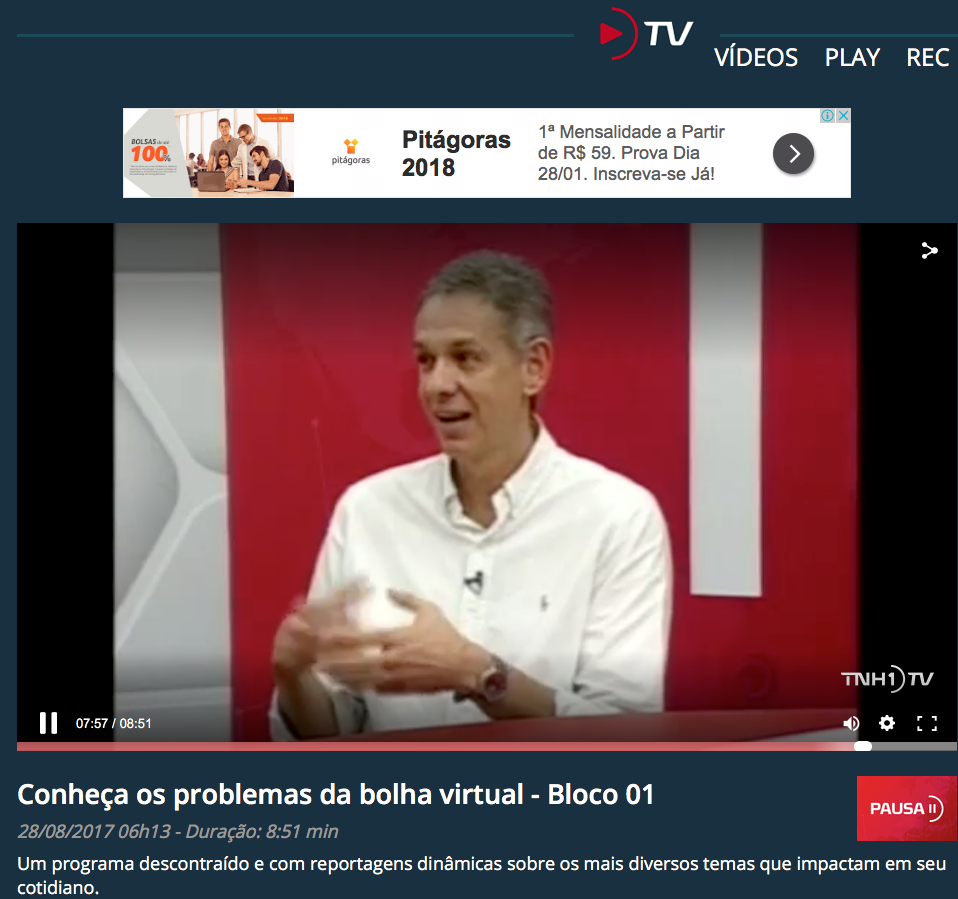 TV
VÍDEOS PLAY REC
BOLSAS de até
100%
pitágoras
Pitágoras
2018
1ª Mensalidade a Partir
de R$ 59. Prova Dia
28/01. Inscreva-se Já!
TNH1 TV
07:57 / 08:51
Conheça os problemas da bolha virtual - Bloco 01
PAUSA
28/08/2017 06h13 - Duração: 8:51 min
Um programa descontraído e com reportagens dinâmicas sobre os mais diversos temas que impactam em seu
cotidiano.